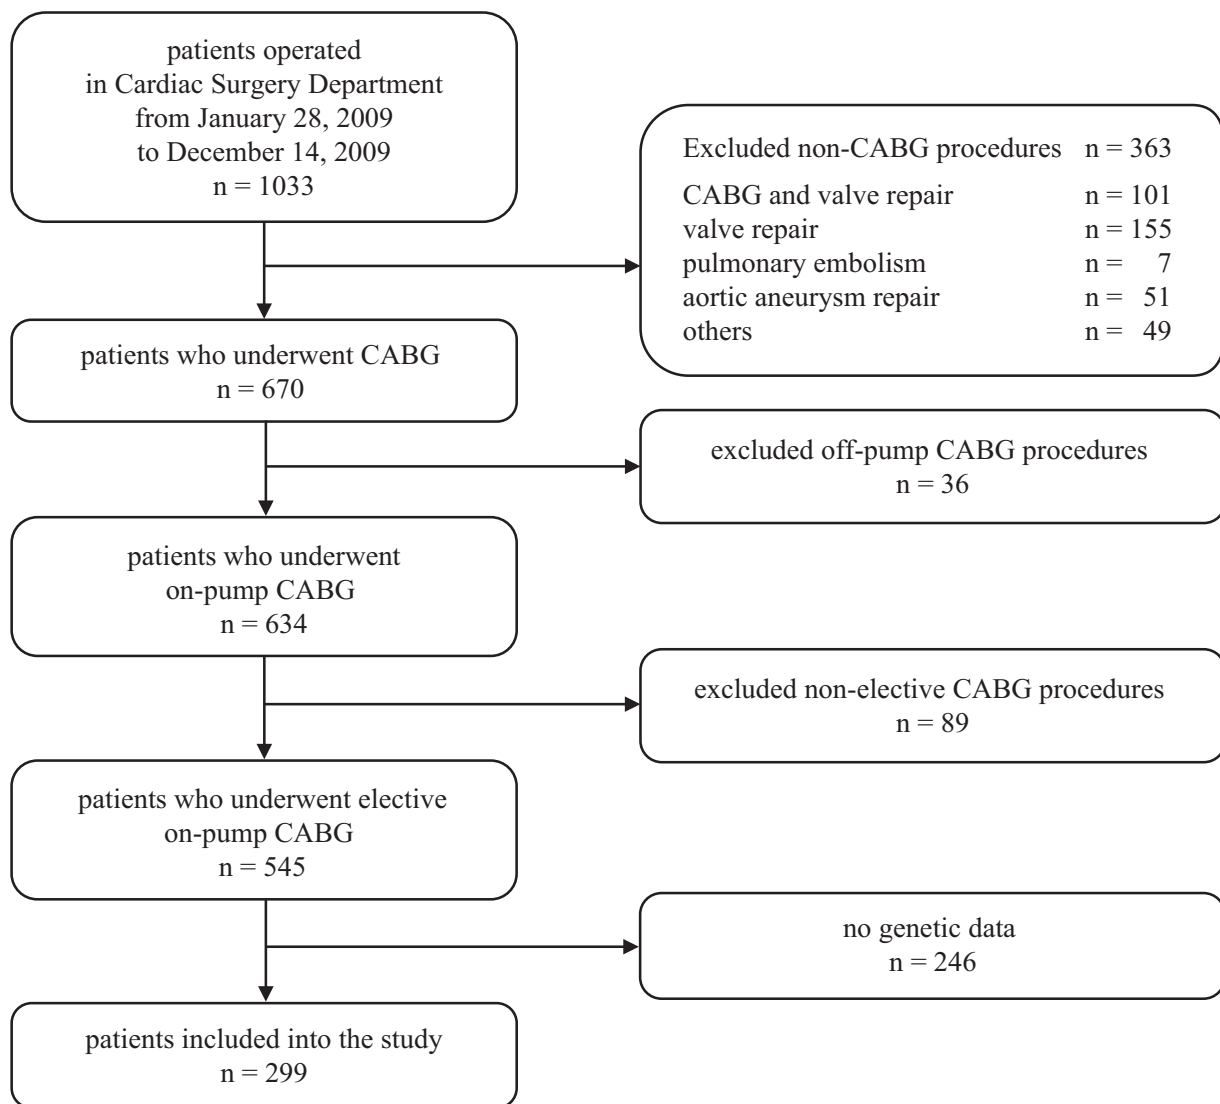 patients operated
in Cardiac Surgery Department
from January 28, 2009
to December 14, 2009
n = 1033
Excluded non-CABG procedures n = 363
CABG and valve repair n = 101
valve repair n = 155
pulmonary embolism n = 7
aortic aneurysm repair n = 51
others n = 49
patients who underwent CABG
n = 670
excluded off-pump CABG procedures
n = 36
patients who underwent
on-pump CABG
n = 634
excluded non-elective CABG procedures
n = 89
patients who underwent elective
on-pump CABG
n = 545
no genetic data
n = 246
patients included into the study
n = 299